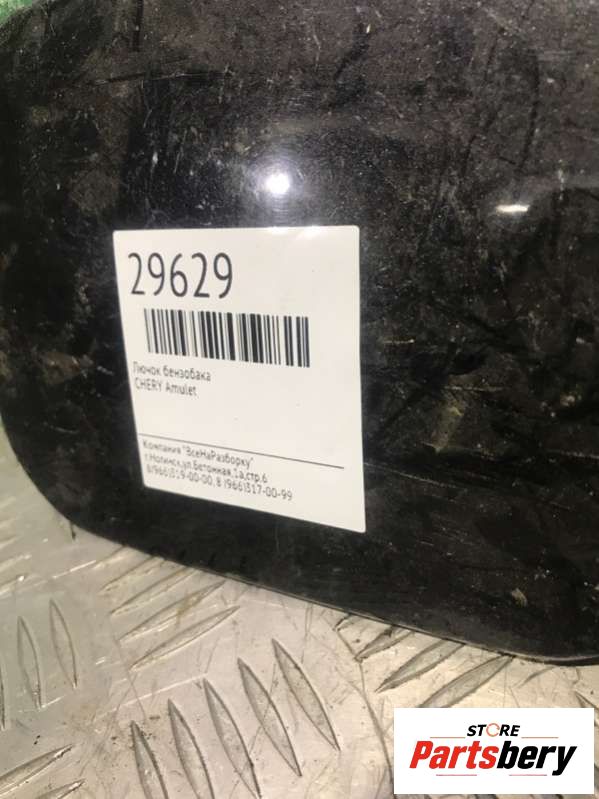 29629
Лючок бензобака
CHERY Amulet
Компания "ВсеНаРазборку"
г.Нолинск,ул.Бетонная,1а,стр.6
8(966)319-00-00, 8 (966)317-00-99
STORE
Partsbery